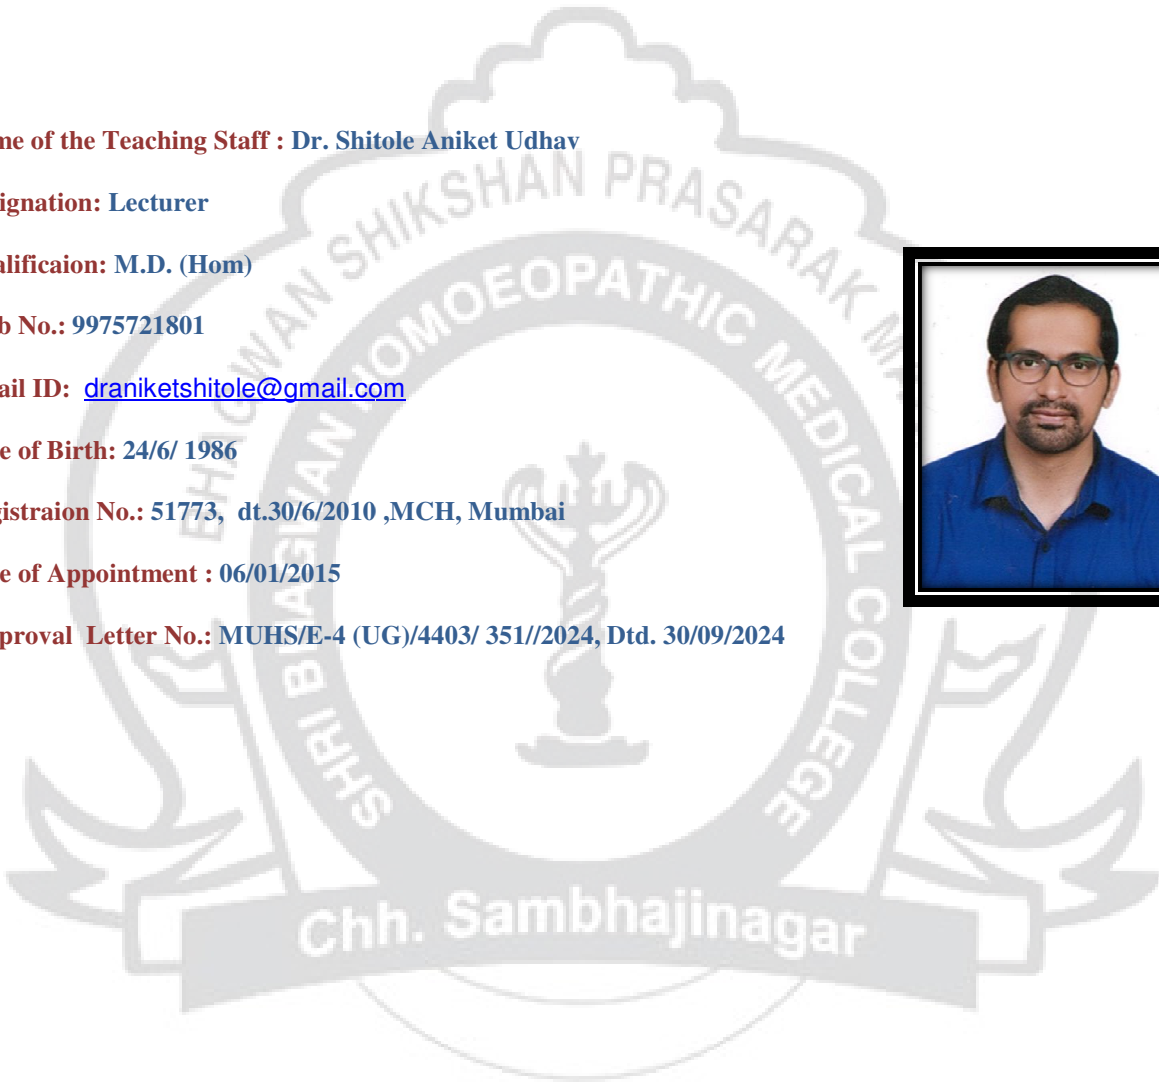 me of the Teaching Staff : Dr. Shitole Aniket Udhav
ignation: Lecturer
alificaion: M.D. (Hom)
b No.: 9975721801
ail ID: draniketshitole@gmail.com
e of Birth: 24/6/ 1986
gistraion No.: 51773, dt.30/6/2010 ,MCH, Mumbai
e of Appointment : 06/01/2015
proval Letter No.: MUHS/E-4 (UG)/4403/ 351//2024, Dtd. 30/09/2024
BHAGWAN SHIKSHAN PRASARAK
SHRI BHAGWAN HOMOEOPATHIC MEDICAL COLLEGE
Chh. Sambhajinagar